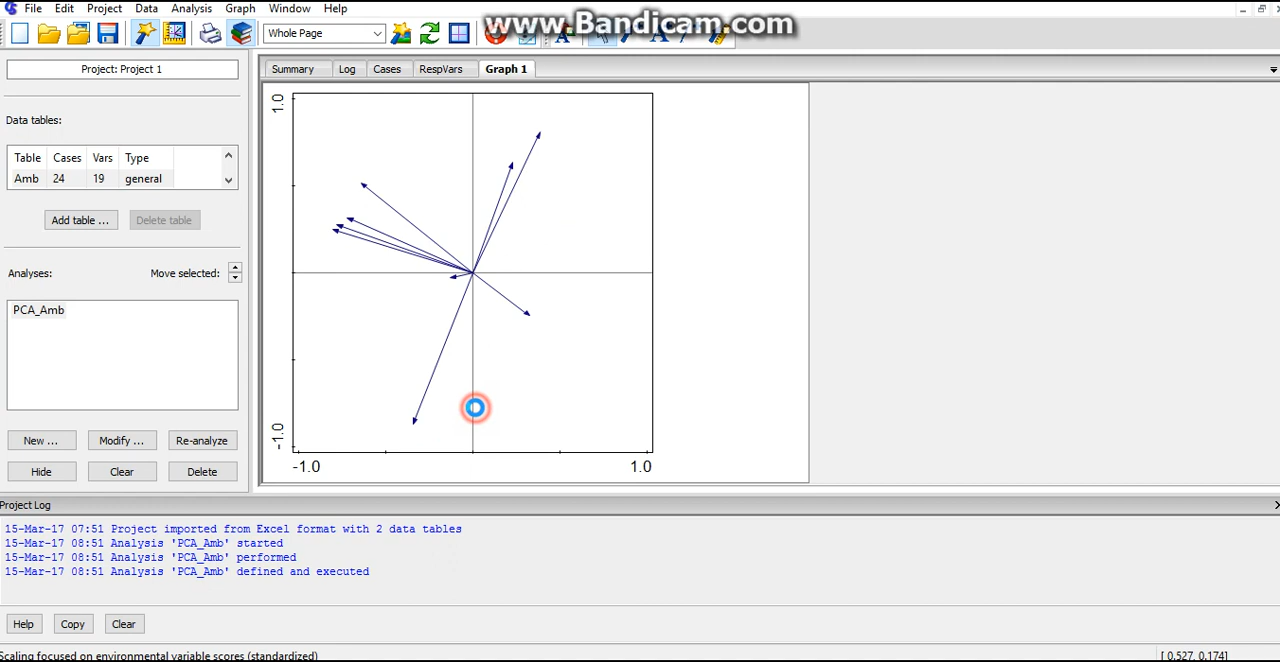 File Edit Project Data Analysis Graph Window Help
www.Bandicam.com
Whole Page
Project: Project 1
Summary Log Cases RespVars Graph 1
Data tables:
Table Cases Vars Type
Amb 24 19 general
Add table ... Delete table
Analyses: Move selected:
PCA_Amb
New ... Modify ... Re-analyze
Hide Clear Delete
1.0
-1.0
-1.0 1.0
Project Log
15-Mar-17 07:51 Project imported from Excel format with 2 data tables
15-Mar-17 08:51 Analysis 'PCA_Amb' started
15-Mar-17 08:51 Analysis 'PCA_Amb' performed
15-Mar-17 08:51 Analysis 'PCA_Amb' defined and executed
Help Copy Clear
Scaling focused on environmental variable scores (standardized)
[ 0.527, 0.174]